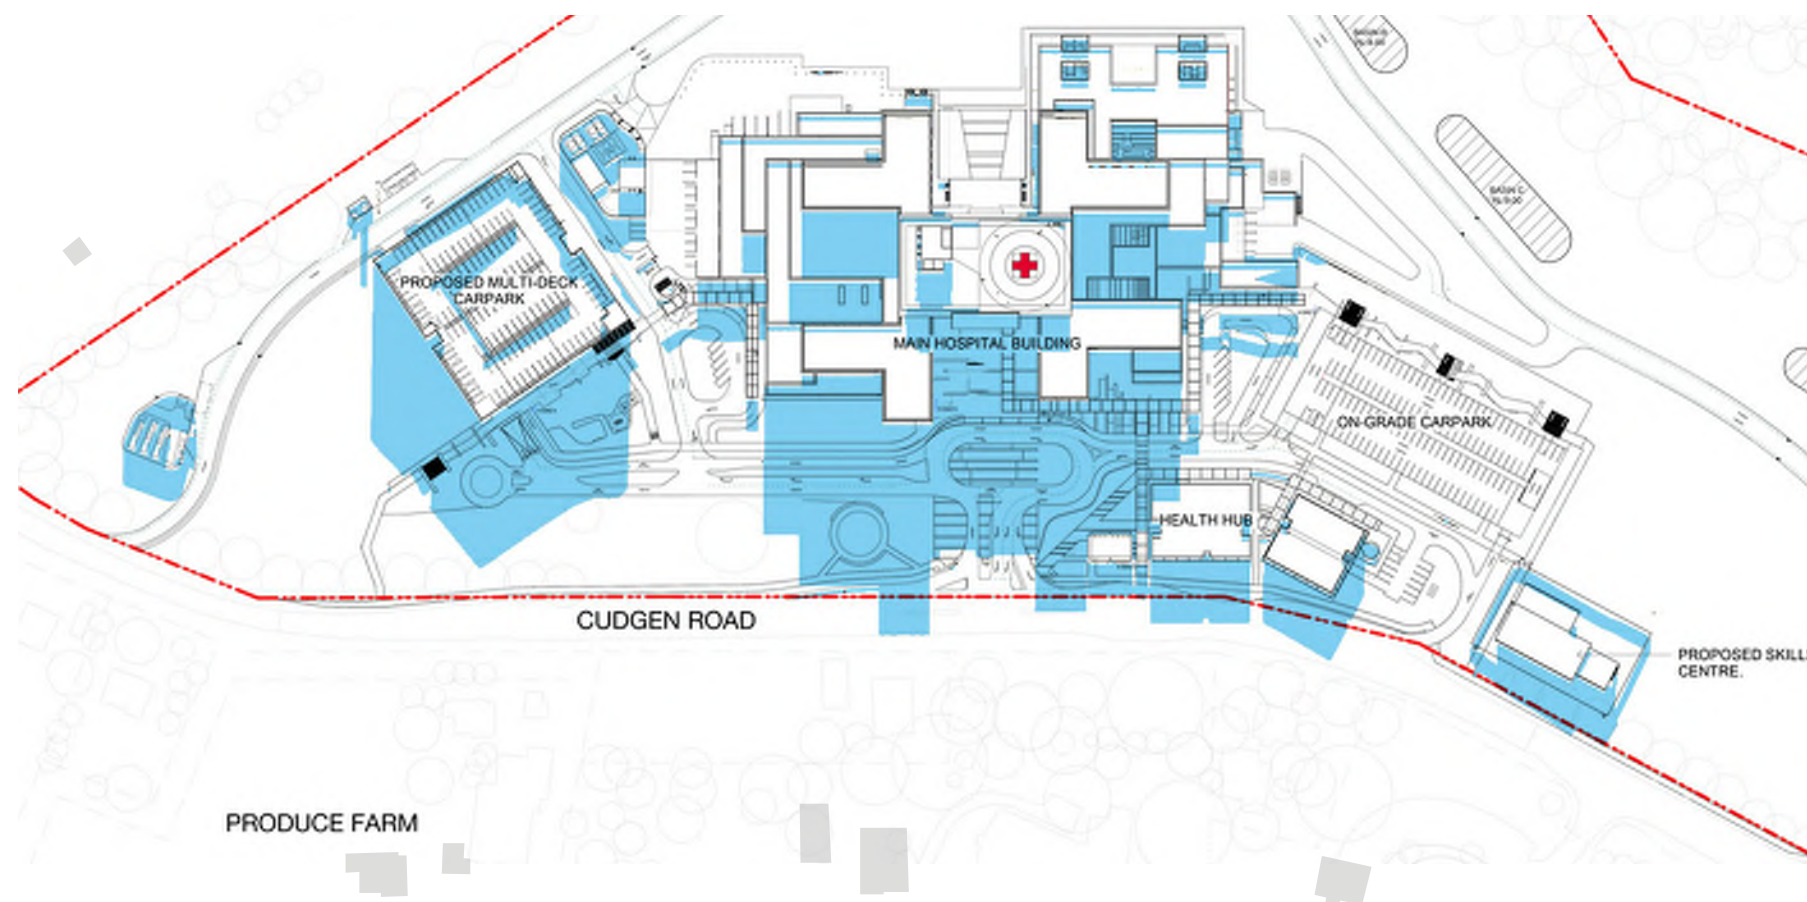 BASIN C
PROPOSED MULTI-DECK
CARPARK
MAIN HOSPITAL BUILDING
ON-GRADE CARPARK
HEALTH HUB
CUDGEN ROAD
PROPOSED SKILL
CENTRE.
PRODUCE FARM